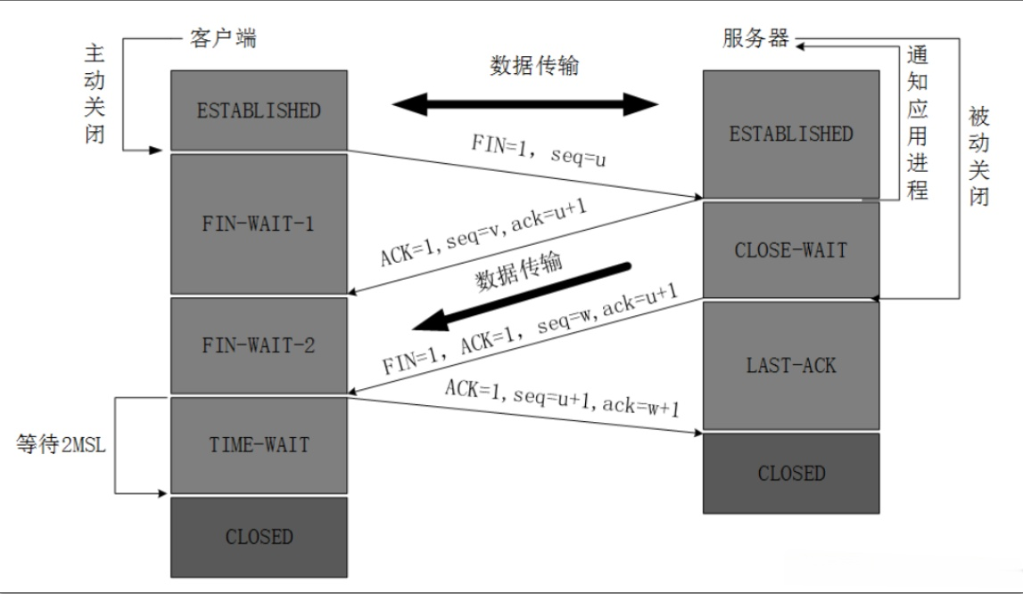 客户端
服务器
主动关闭
数据传输
通知应用进程
被动关闭
ESTABLISHED
ESTABLISHED
FIN=1, seq=u
FIN-WAIT-1
ACK=1,seq=v,ack=u+1
CLOSE-WAIT
数据传输
FIN=1, ACK=1, seq=w,ack=u+1
FIN-WAIT-2
LAST-ACK
ACK=1,seq=u+1,ack=w+1
等待2MSL
TIME-WAIT
CLOSED
CLOSED